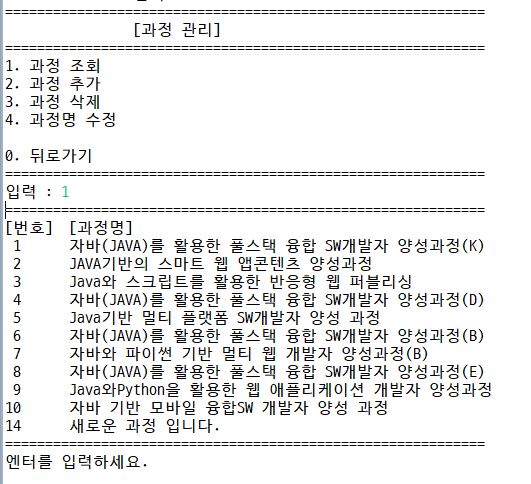 ============================================================
[과정 관리]
============================================================
1. 과정 조회
2. 과정 추가
3. 과정 삭제
4. 과정명 수정
0. 뒤로가기
============================================================
입력 : 1
============================================================
[번호] [과정명]
1 자바(JAVA)를 활용한 풀스택 융합 SW개발자 양성과정(K)
2 JAVA기반의 스마트 웹 앱콘텐츠 양성과정
3 Java와 스크립트를 활용한 반응형 웹 퍼블리싱
4 자바(JAVA)를 활용한 풀스택 융합 SW개발자 양성과정(D)
5 Java기반 멀티 플랫폼 SW개발자 양성 과정
6 자바(JAVA)를 활용한 풀스택 융합 SW개발자 양성과정(B)
7 자바와 파이썬 기반 멀티 웹 개발자 양성과정(B)
8 자바(JAVA)를 활용한 풀스택 융합 SW개발자 양성과정(E)
9 Java와Python을 활용한 웹 애플리케이션 개발자 양성과정
10 자바 기반 모바일 융합SW 개발자 양성 과정
14 새로운 과정 입니다.
============================================================
엔터를 입력하세요.